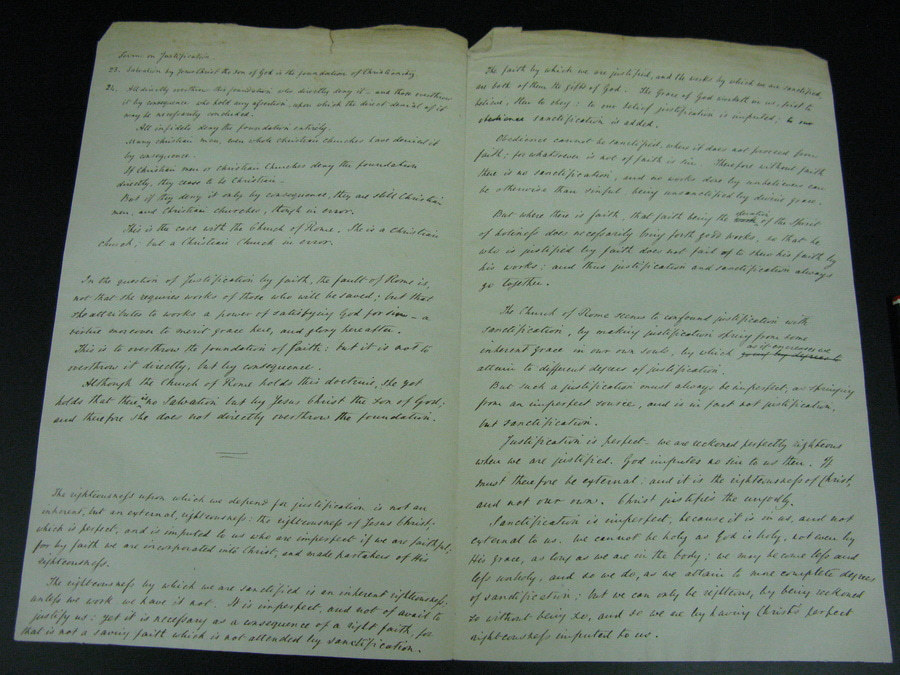 Sermon on Justification.
23. Salvation by Jesus Christ the Son of God is the foundation of Christianity.
24. All directly overthrow this foundation who directly deny it - and those overthrow
it by consequence who hold any assertion, upon which the direct denial of it
may be necessarily concluded.
All infidels deny the foundation entirely.
Many Christian men, even whole Christian Churches have denied it
by consequence.
If Christian men or Christian Churches deny the foundation
directly, they cease to be Christian.
But if they deny it only by consequence, they are still Christian
men, and Christian churches, though in error.
This is the case with the Church of Rome. She is a Christian
church; but a Christian Church in error.
In the question of Justification by faith, the fault of Rome is,
not that she requires works of those who will be saved; but that
she attributes to works a power of satisfying God for sin - a
virtue moreover to merit grace here, and glory hereafter.
This is to overthrow the foundation of faith; but it is not to
overthrow it directly, but by consequence.
Although the Church of Rome holds this doctrine, she yet
holds that there is no Salvation but by Jesus Christ the Son of God;
and therefore she does not directly overthrow the foundation.
The righteousness upon which we depend for justification is not an
inherent, but an external, righteousness: the righteousness of Jesus Christ;
which is perfect, and is imputed to us who are imperfect if we are faithful;
for by faith we are incorporated into Christ, and made partakers of His
righteousness.
The righteousness by which we are sanctified is an inherent righteousness.
unless we work we have it not. It is imperfect, and not of avail to
justify us: yet it is necessary as a consequence of a right faith, for
that is not a saving faith which is not attended by sanctification.
The faith by which we are justified, and the works by which we are sanctified,
are both of them the gifts of God. The grace of God worketh in us, first to
believe; then to obey: to our belief justification is imputed; to our
obedience sanctification is added.
Obedience cannot be sanctified, where it does not proceed from
faith; for whatsoever is not of faith is sin. Therefore without faith
there is no sanctification, and no works done by unbelievers can
be otherwise than sinful, being unsanctified by divine grace.
But where there is faith, that faith being the work of the Spirit
of holiness does necessarily bring forth good works, so that he
who is justified by faith does not fail to shew his faith by
his works: and thus justification and sanctification always
go together.
The Church of Rome seems to confound justification with
sanctification, by making justification spring from some
inherent grace in our own souls, by which as it increases we
attain to different degrees of justification.
But such a justification must always be imperfect, as springing
from an imperfect source, and is in fact not justification,
but sanctification.
Justification is perfect - we are reckoned perfectly righteous
when we are justified. God imputes no sin to us then. It
must therefore be external: and it is the righteousness of Christ,
and not our own. Christ justifies the ungodly.
Sanctification is imperfect, because it is in us, and not
external to us. We cannot be holy as God is holy, not even by
His grace, as long as we are in the body; we may become less and
less unholy, and so we do, as we attain to more complete degrees
of sanctification: but we can only be righteous, by being reckoned
so without being so, and so we are by having Christ's perfect
righteousness imputed to us.